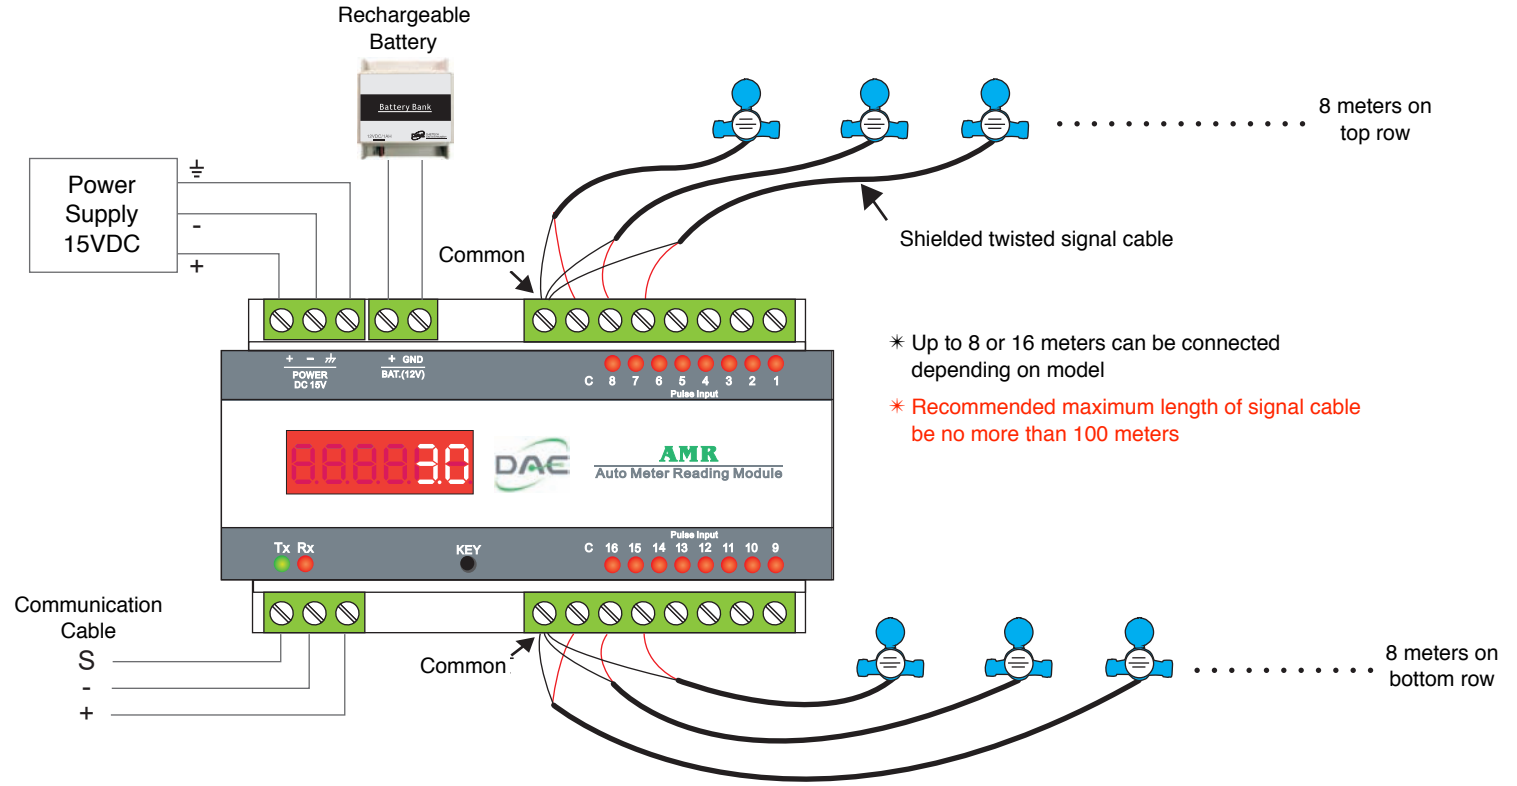 Rechargeable
Battery
Battery Bank
12VDC/1AH
Power
Supply
15VDC
-
+
Common
8 meters on
top row
Shielded twisted signal cable
✴ Up to 8 or 16 meters can be connected
depending on model
✴ Recommended maximum length of signal cable
be no more than 100 meters
+ -
POWER
DC 15V
+ GND
BAT.(12V)
C 8 7 6 5 4 3 2 1
Pulse Input
3.0
DAE
AMR
Auto Meter Reading Module
Tx Rx
KEY
Pulse Input
C 16 15 14 13 12 11 10 9
Communication
Cable
S
-
+
Common
8 meters on
bottom row